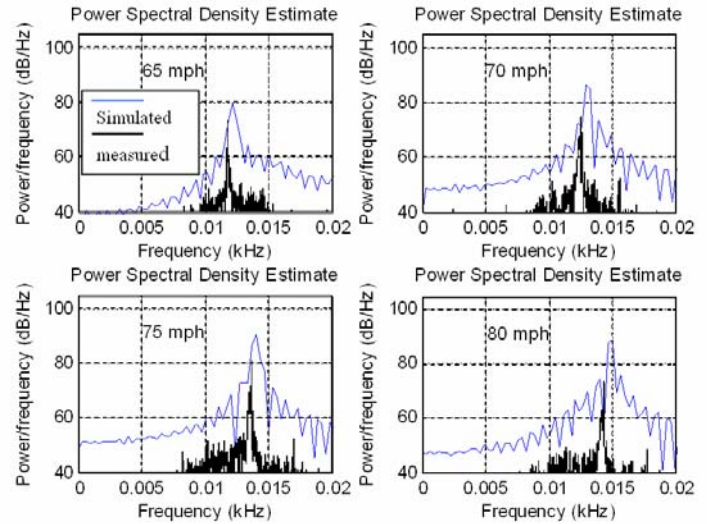 Power Spectral Density Estimate
Power/frequency (dB/Hz)
100
80
60
40
65 mph
Simulated
measured
0 0.005 0.01 0.015 0.02
Frequency (kHz)
Power Spectral Density Estimate
Power/frequency (dB/Hz)
100
80
60
40
70 mph
0 0.005 0.01 0.015 0.02
Frequency (kHz)
Power Spectral Density Estimate
Power/frequency (dB/Hz)
100
80
60
40
75 mph
0 0.005 0.01 0.015 0.02
Frequency (kHz)
Power Spectral Density Estimate
Power/frequency (dB/Hz)
100
80
60
40
80 mph
0 0.005 0.01 0.015 0.02
Frequency (kHz)